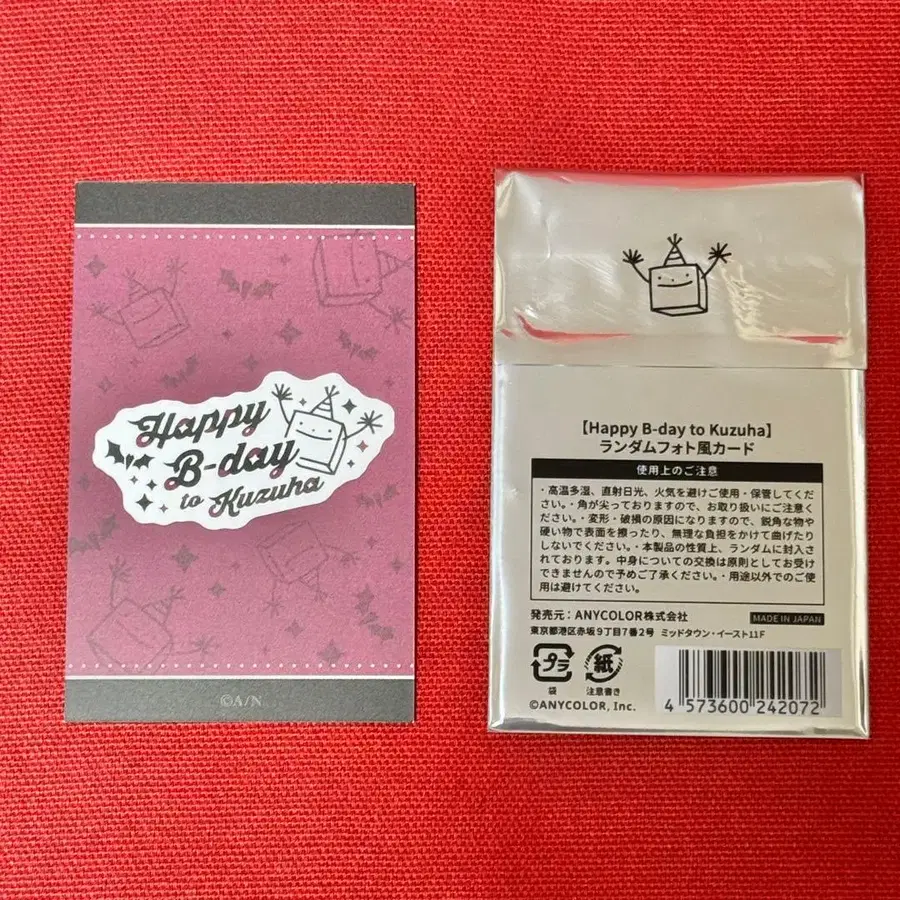 Happy
B-day
to Kuzuha
©A/N
【Happy B-day to Kuzuha】
ランダムフォト風カード
使用上のご注意
・高温多湿、直射日光、火気を避けご使用・保管してくだ
さい。・角が尖っておりますので、お取り扱いにご注意く
ださい。・変形・破損の原因になりますので、鋭角な物や
硬い物で表面を擦ったり、無理な負担をかけて曲げたり
しないでください。・本製品の性質上、ランダムに封入さ
れております。中身についての交換は原則としてお受け
できませんので予めご了承ください。・用途以外でのご使
用は避けてください。
発売元：ANYCOLOR株式会社
MADE IN JAPAN
東京都港区赤坂9丁目7番2号 ミッドタウン・イースト11F
プラ
紙
袋
注意書き
©ANYCOLOR, Inc.
4 573600 242072